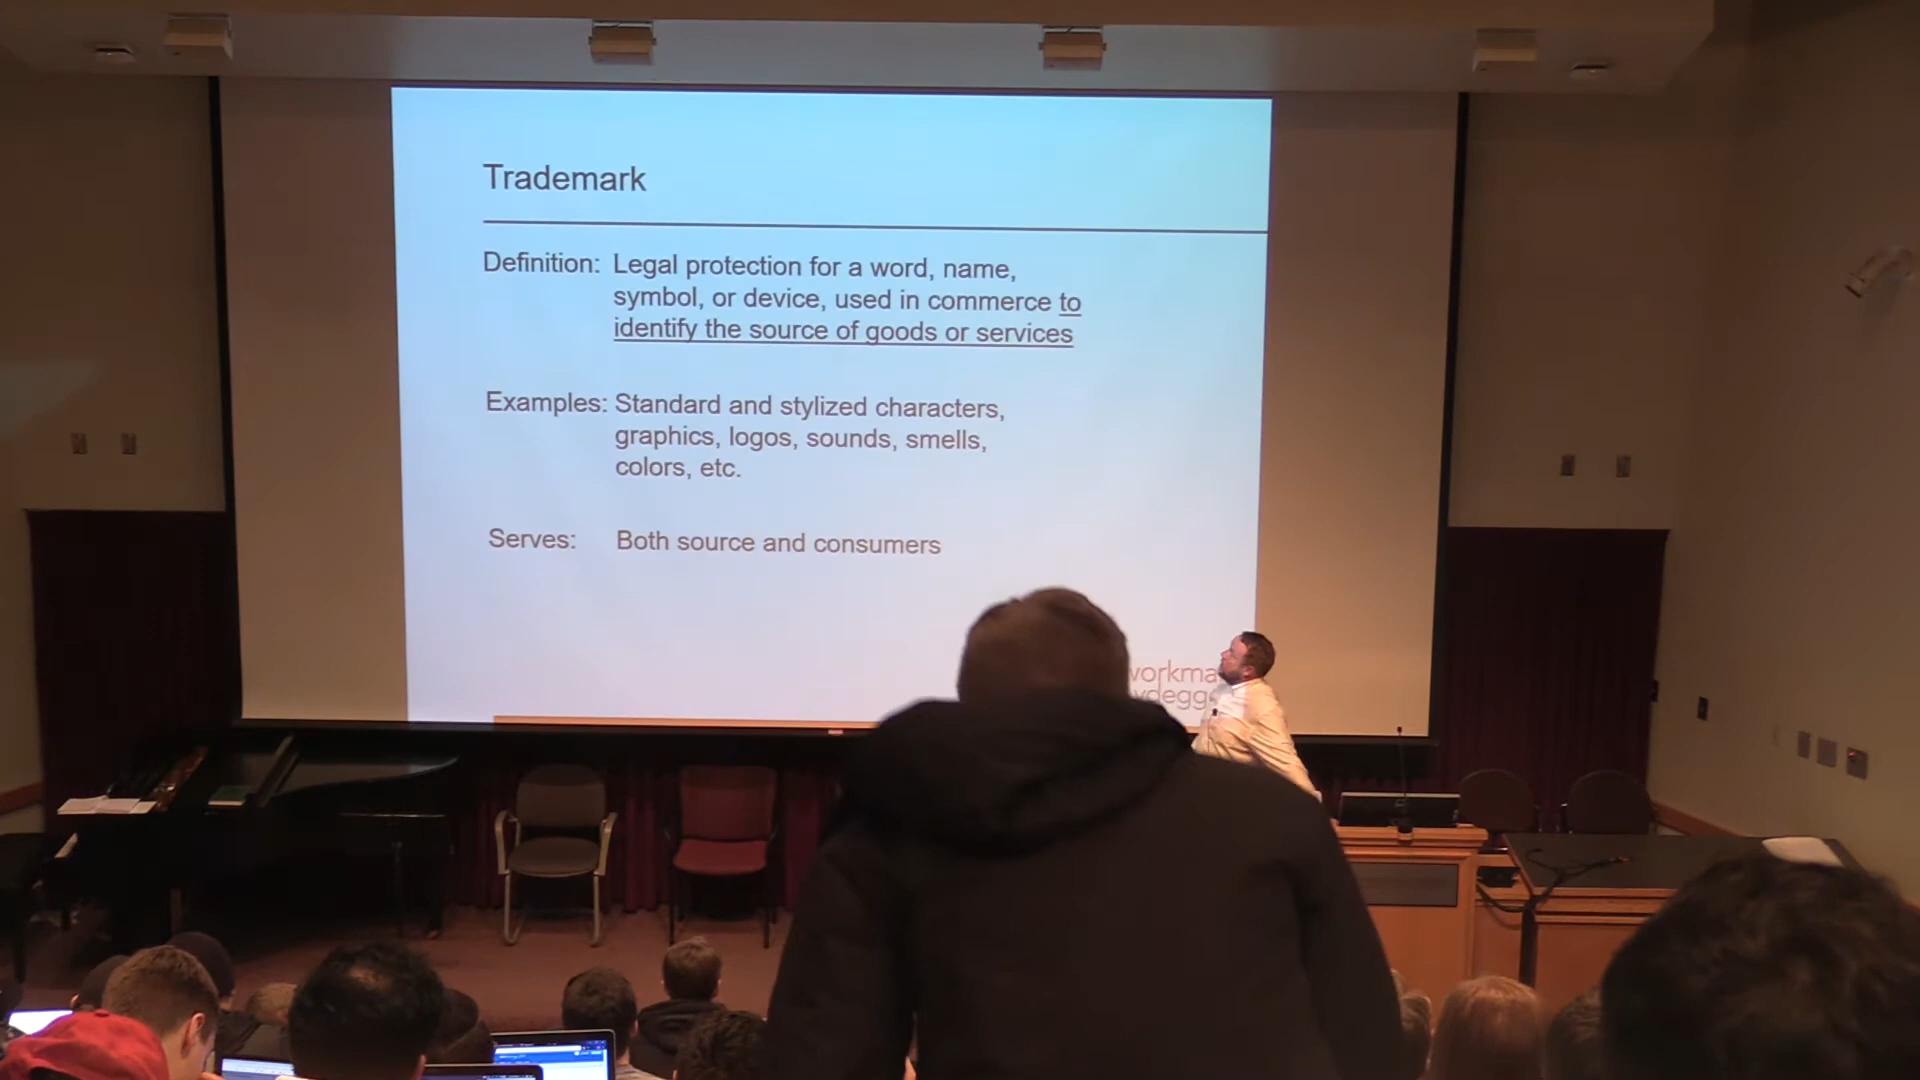 Trademark
Definition: Legal protection for a word, name,
symbol, or device, used in commerce to
identify the source of goods or services
Examples: Standard and stylized characters,
graphics, logos, sounds, smells,
colors, etc.
Serves: Both source and consumers